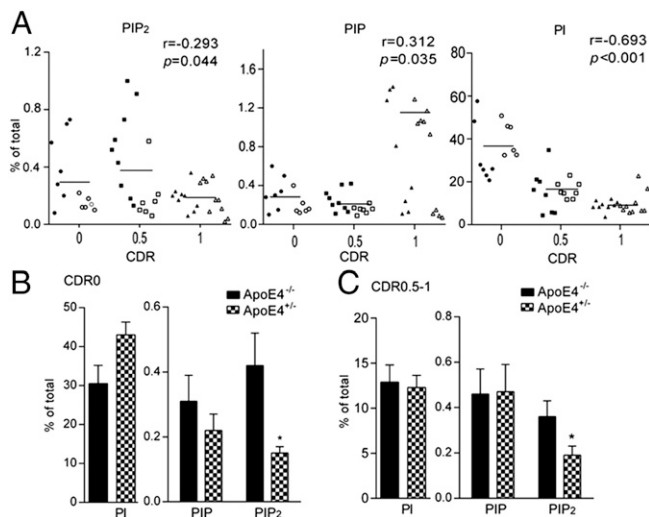 A
PIP2
r=-0.293
p=0.044
PIP
r=0.312
p=0.035
PI
r=-0.693
p<0.001
% of total
1.2
0.8
0.4
0.0
0 0.5 1
CDR
1.8
1.2
0.6
0.0
0 0.5 1
CDR
60
40
20
0
0 0.5 1
CDR
B
CDR0
ApoE4-/-
ApoE4+/-
% of total
50
40
30
20
10
0
PI
0.6
0.4
0.2
0.0
*
PIP PIP2
C
CDR0.5-1
ApoE4-/-
ApoE4+/-
% of total
20
15
10
5
0
PI
0.8
0.6
0.4
0.2
0.0
*
PIP PIP2